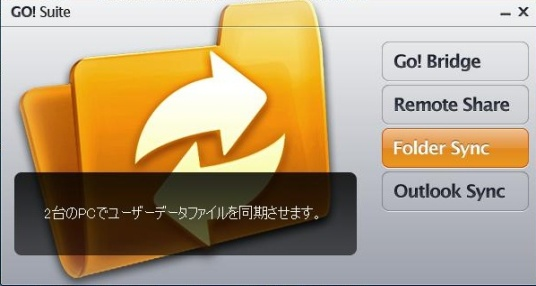 GO! Suite
Go! Bridge
Remote Share
Folder Sync
Outlook Sync
2台のPCでユーザーデータファイルを同期させます。